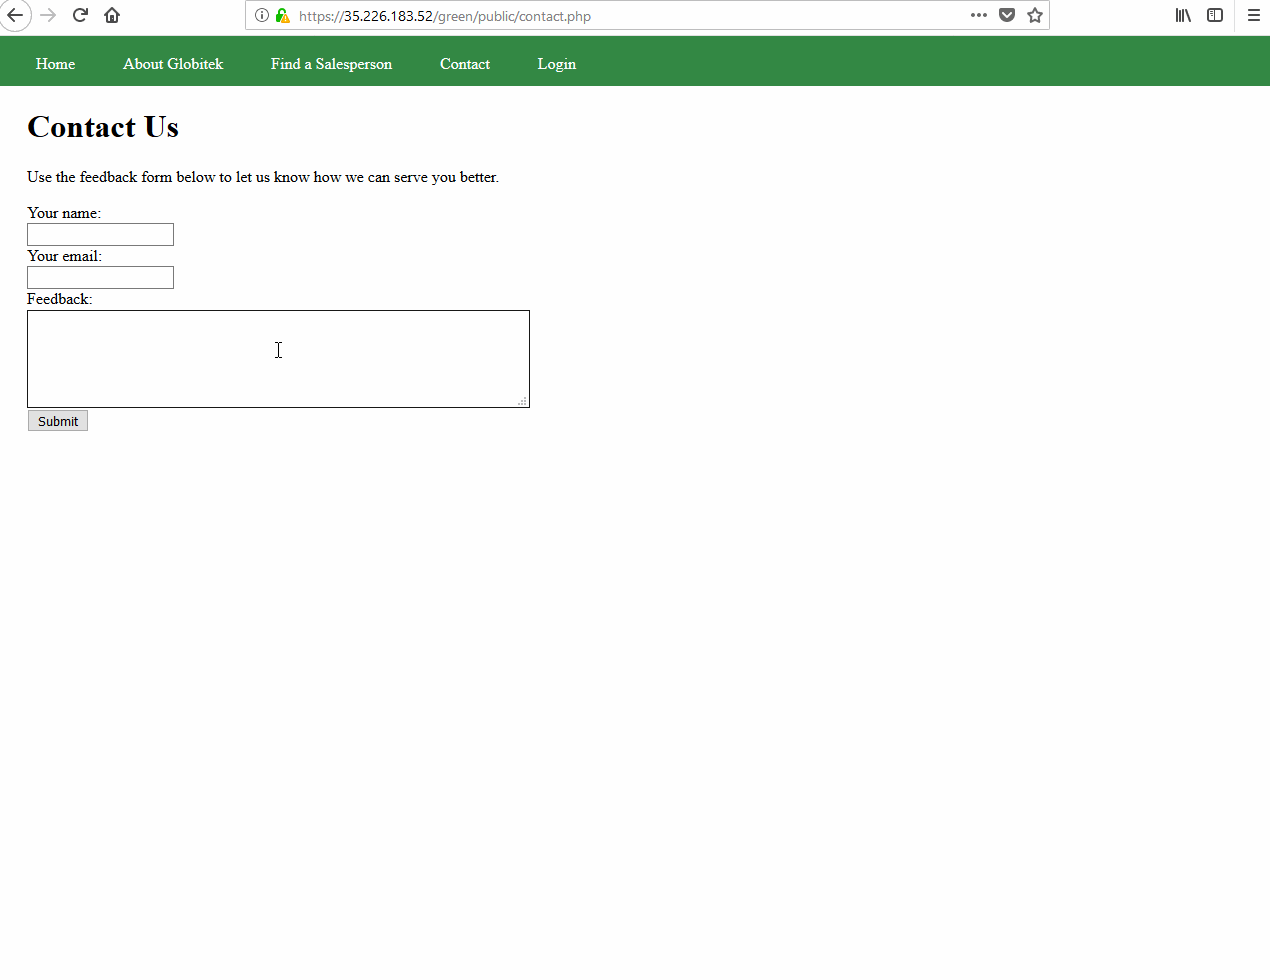 https://35.226.183.52/green/public/contact.php
Home About Globitek Find a Salesperson Contact Login
Contact Us
Use the feedback form below to let us know how we can serve you better.
Your name:
Your email:
Feedback:
Submit